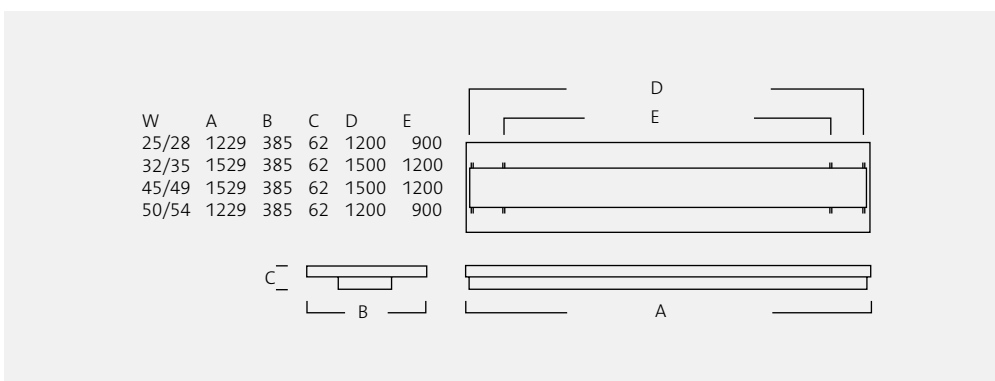 W A B C D E
25/28 1229 385 62 1200 900
32/35 1529 385 62 1500 1200
45/49 1529 385 62 1500 1200
50/54 1229 385 62 1200 900
D
E
C
B
A